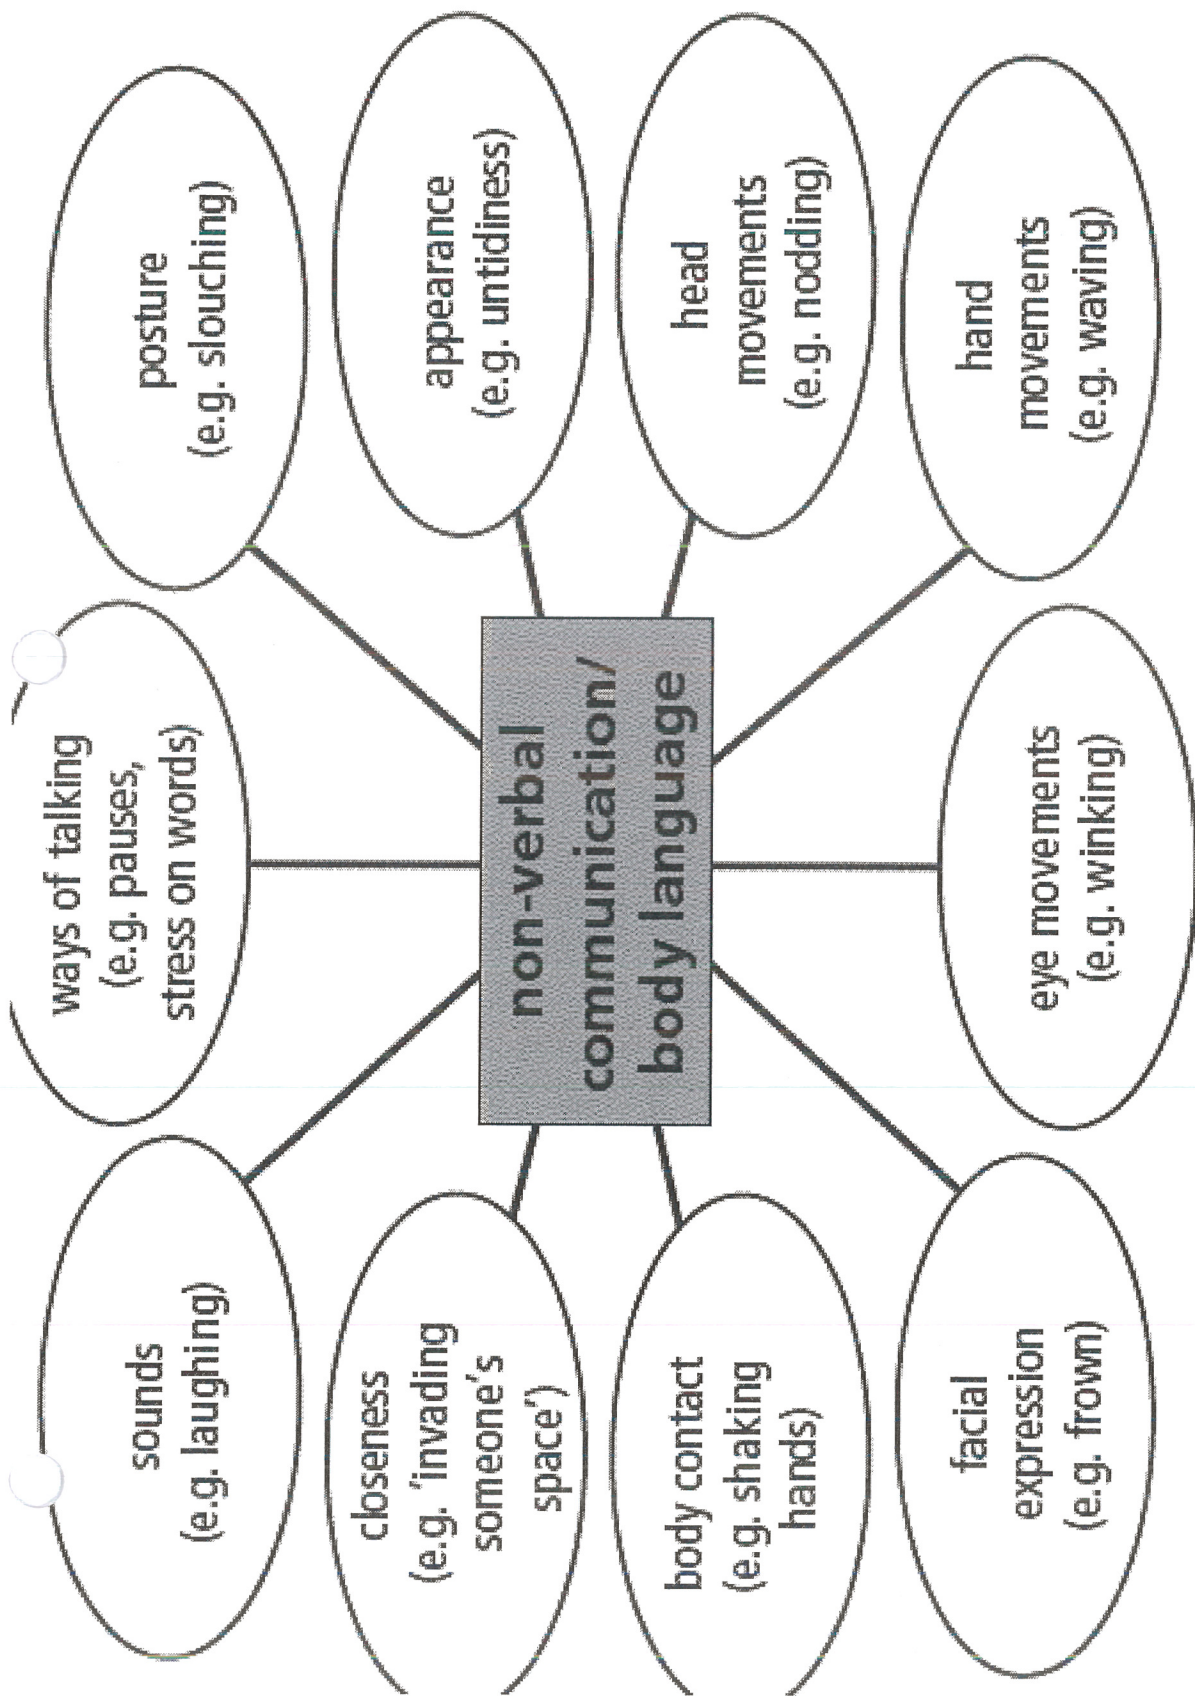 ways of talking
(e.g. pauses,
stress on words)
sounds
(e.g. laughing)
posture
(e.g. slouching)
closeness
(e.g. 'invading
someone's
space')
non-verbal
communication/
body language
appearance
(e.g. untidiness)
body contact
(e.g. shaking
hands)
head
movements
(e.g. nodding)
facial
expression
(e.g. frown)
eye movements
(e.g. winking)
hand
movements
(e.g. waving)